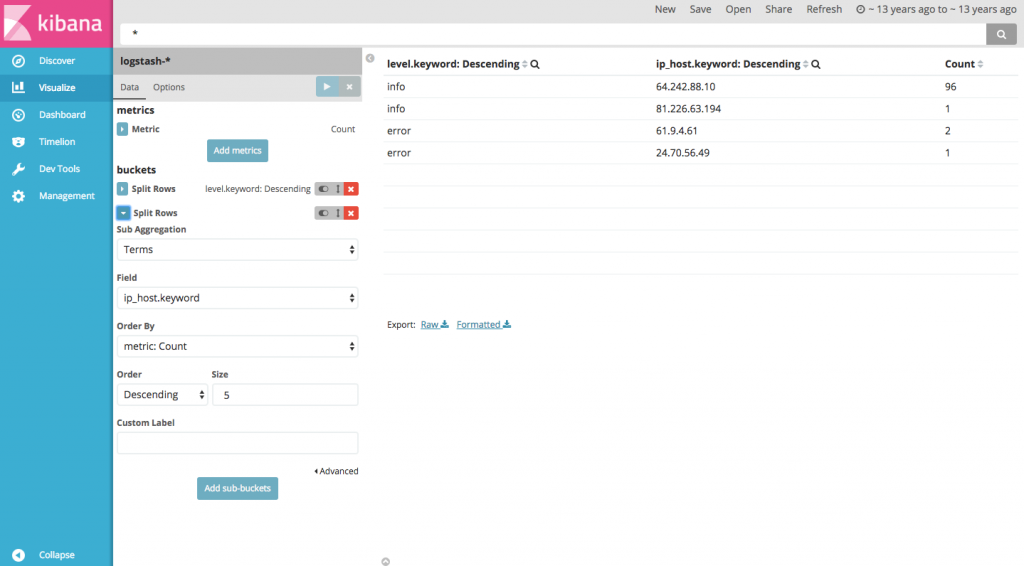 kibana
New Save Open Share Refresh ~ 13 years ago to ~ 13 years ago
*
Discover
Visualize
Dashboard
Timelion
Dev Tools
Management
Collapse
logstash-*
Data Options
metrics
Metric Count
Add metrics
buckets
Split Rows level.keyword: Descending
Split Rows
Sub Aggregation
Terms
Field
ip_host.keyword
Order By
metric: Count
Order Size
Descending 5
Custom Label
Advanced
Add sub-buckets
level.keyword: Descending ip_host.keyword: Descending Count
info 64.242.88.10 96
info 81.226.63.194 1
error 61.9.4.61 2
error 24.70.56.49 1
Export: Raw Formatted